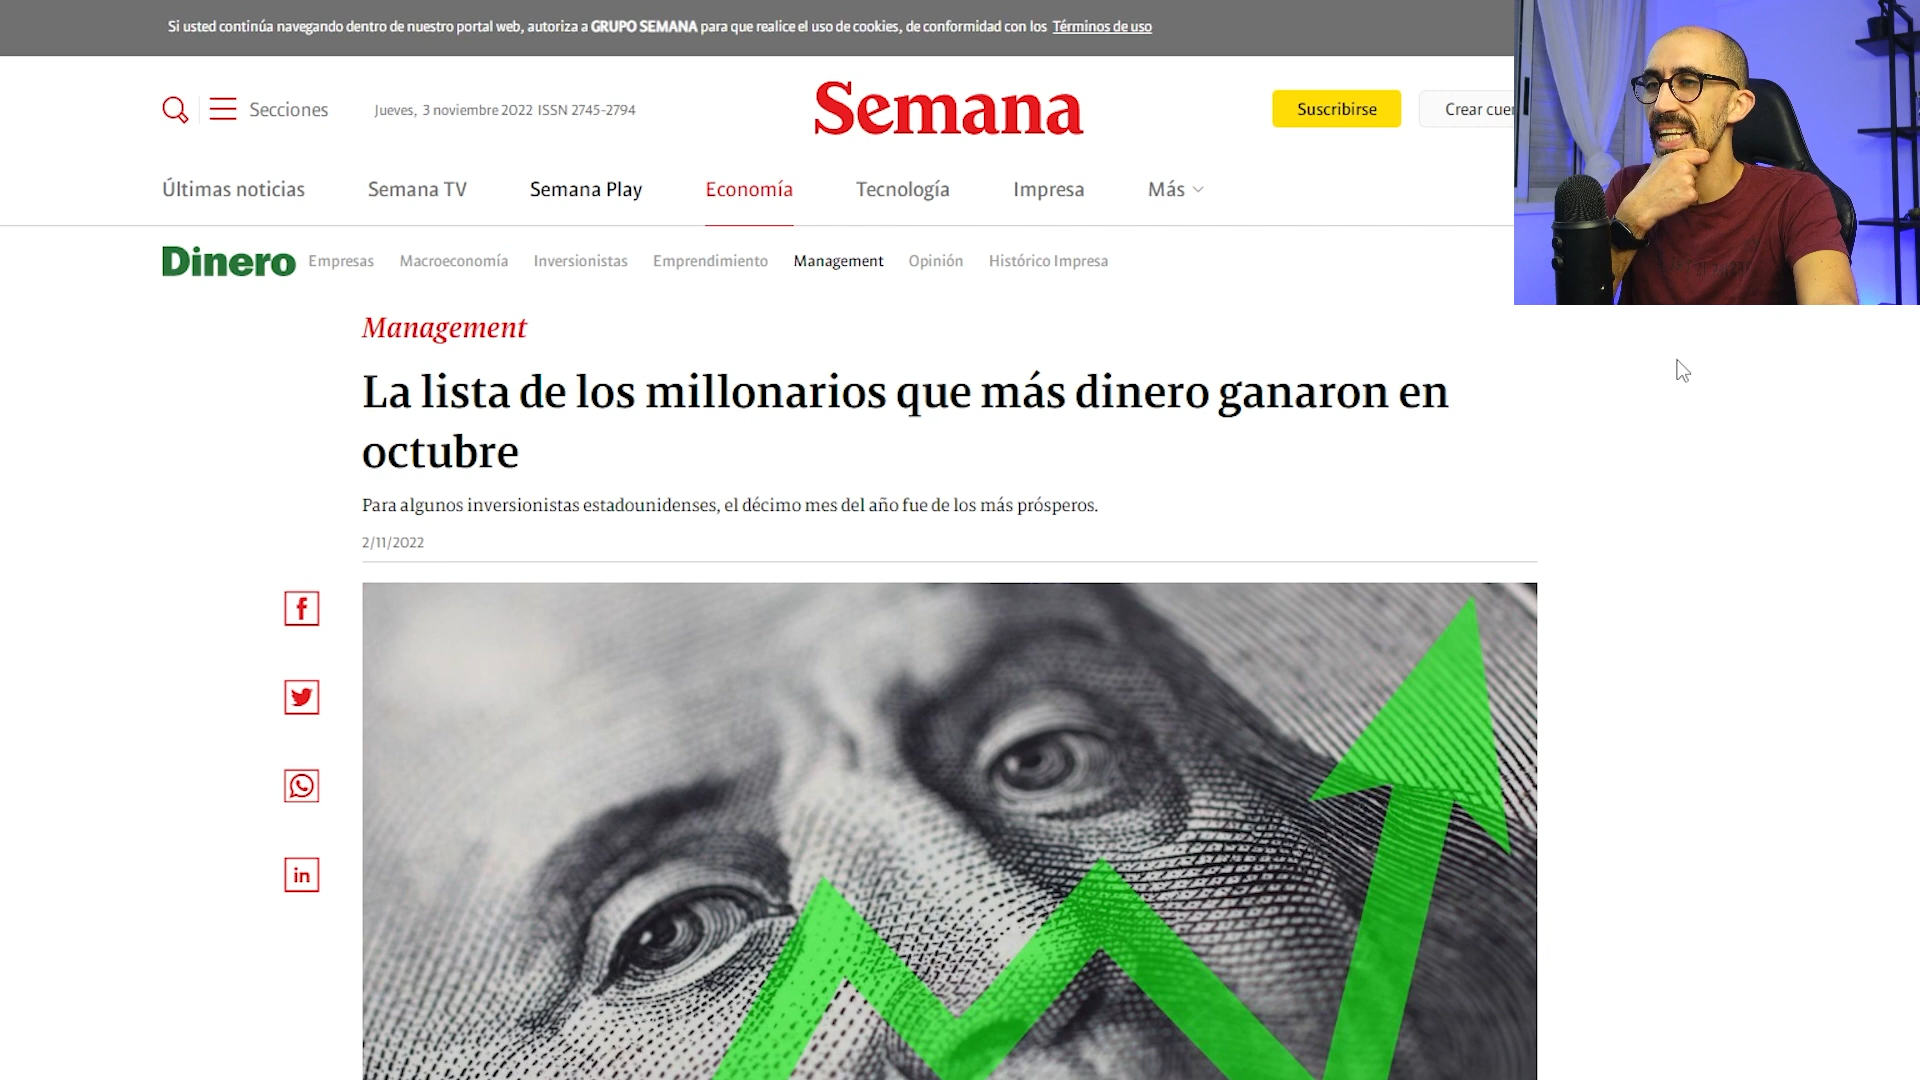 Si usted continúa navegando dentro de nuestro portal web, autoriza a GRUPO SEMANA para que realice el uso de cookies, de conformidad con los Términos de uso
Secciones
Jueves, 3 noviembre 2022 ISSN 2745-2794
Semana
Suscribirse
Crear cue
Últimas noticias
Semana TV
Semana Play
Economía
Tecnología
Impresa
Más
Dinero
Empresas
Macroeconomía
Inversionistas
Emprendimiento
Management
Opinión
Histórico Impresa
Management
La lista de los millonarios que más dinero ganaron en
octubre
Para algunos inversionistas estadounidenses, el décimo mes del año fue de los más prósperos.
2/11/2022